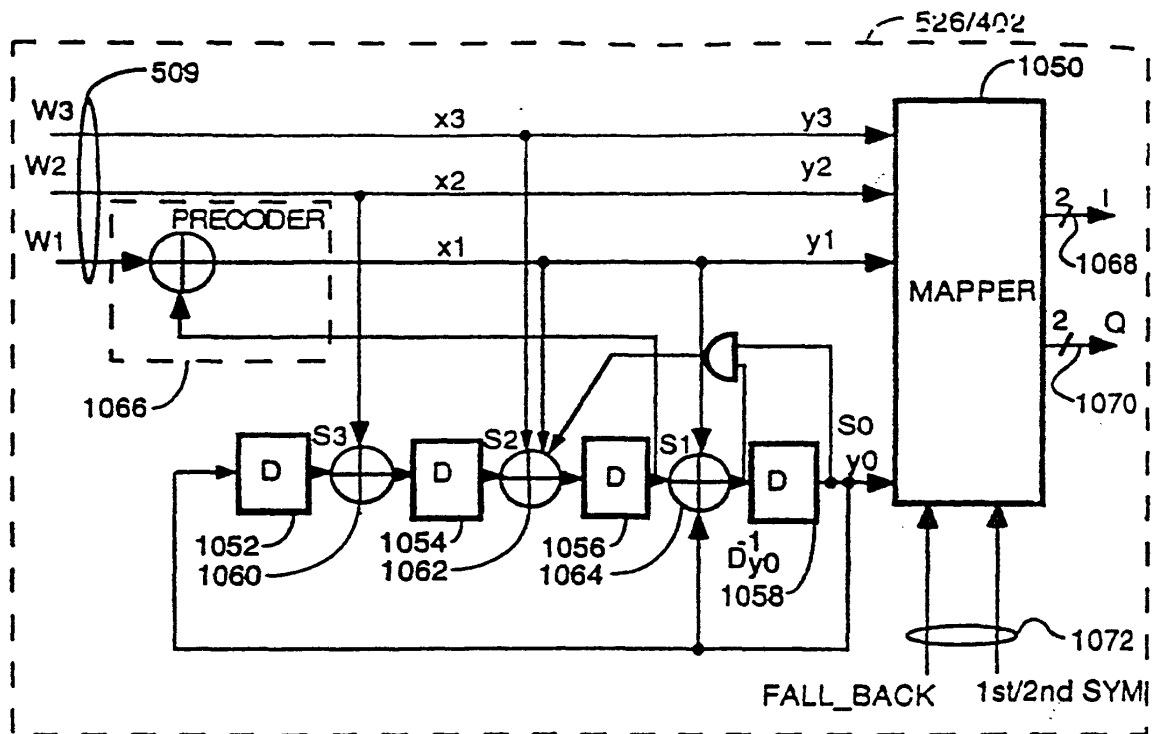 526/402
509
1050
W3
x3
y3
W2
x2
y2
PRECODER
2
I
W1
x1
y1
1068
MAPPER
2
Q
1066
1070
S3
S2
S1
S0
y0
D
D
D
D
1052
1054
1056
D-1y0
1060
1062
1064
1058
1072
FALL_BACK
1st/2nd SYM